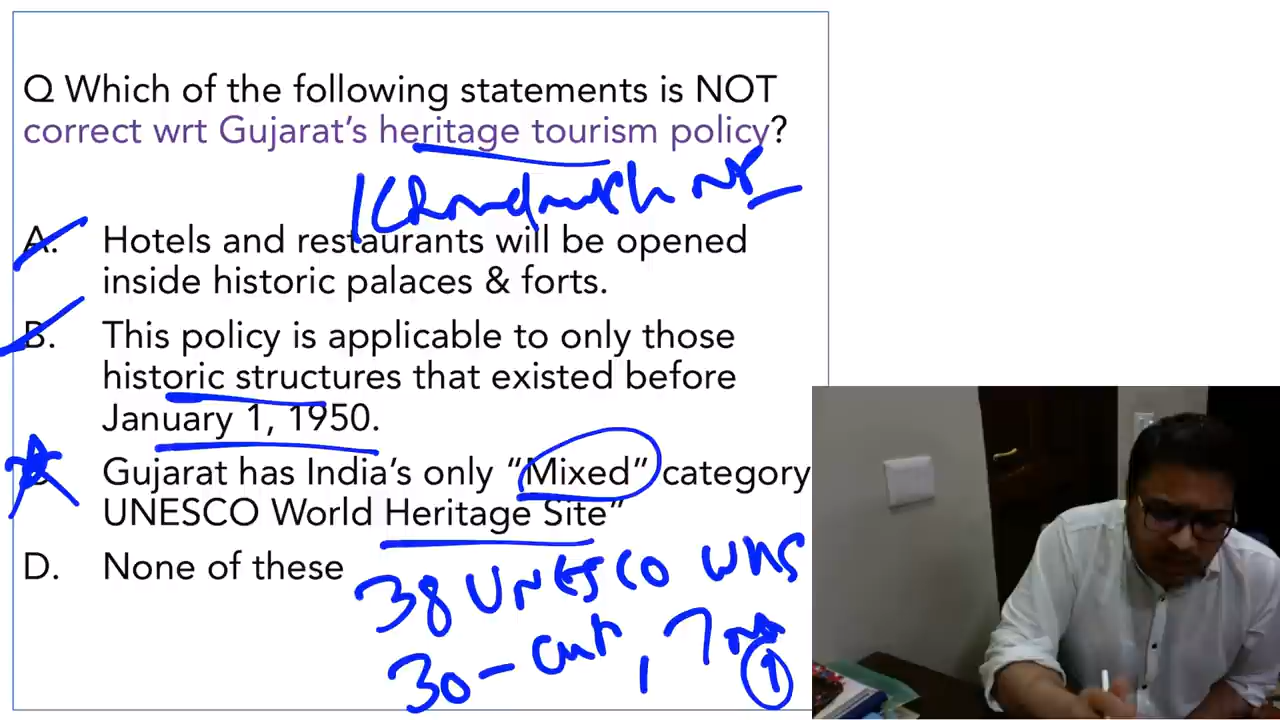 Q Which of the following statements is NOT
correct wrt Gujarat's heritage tourism policy?
A. Hotels and restaurants will be opened
inside historic palaces & forts.
B. This policy is applicable to only those
historic structures that existed before
January 1, 1950.
Gujarat has India's only “Mixed” category
UNESCO World Heritage Site”
D. None of these
38 UNESCO WHS
30 - cult, 7 nat
1